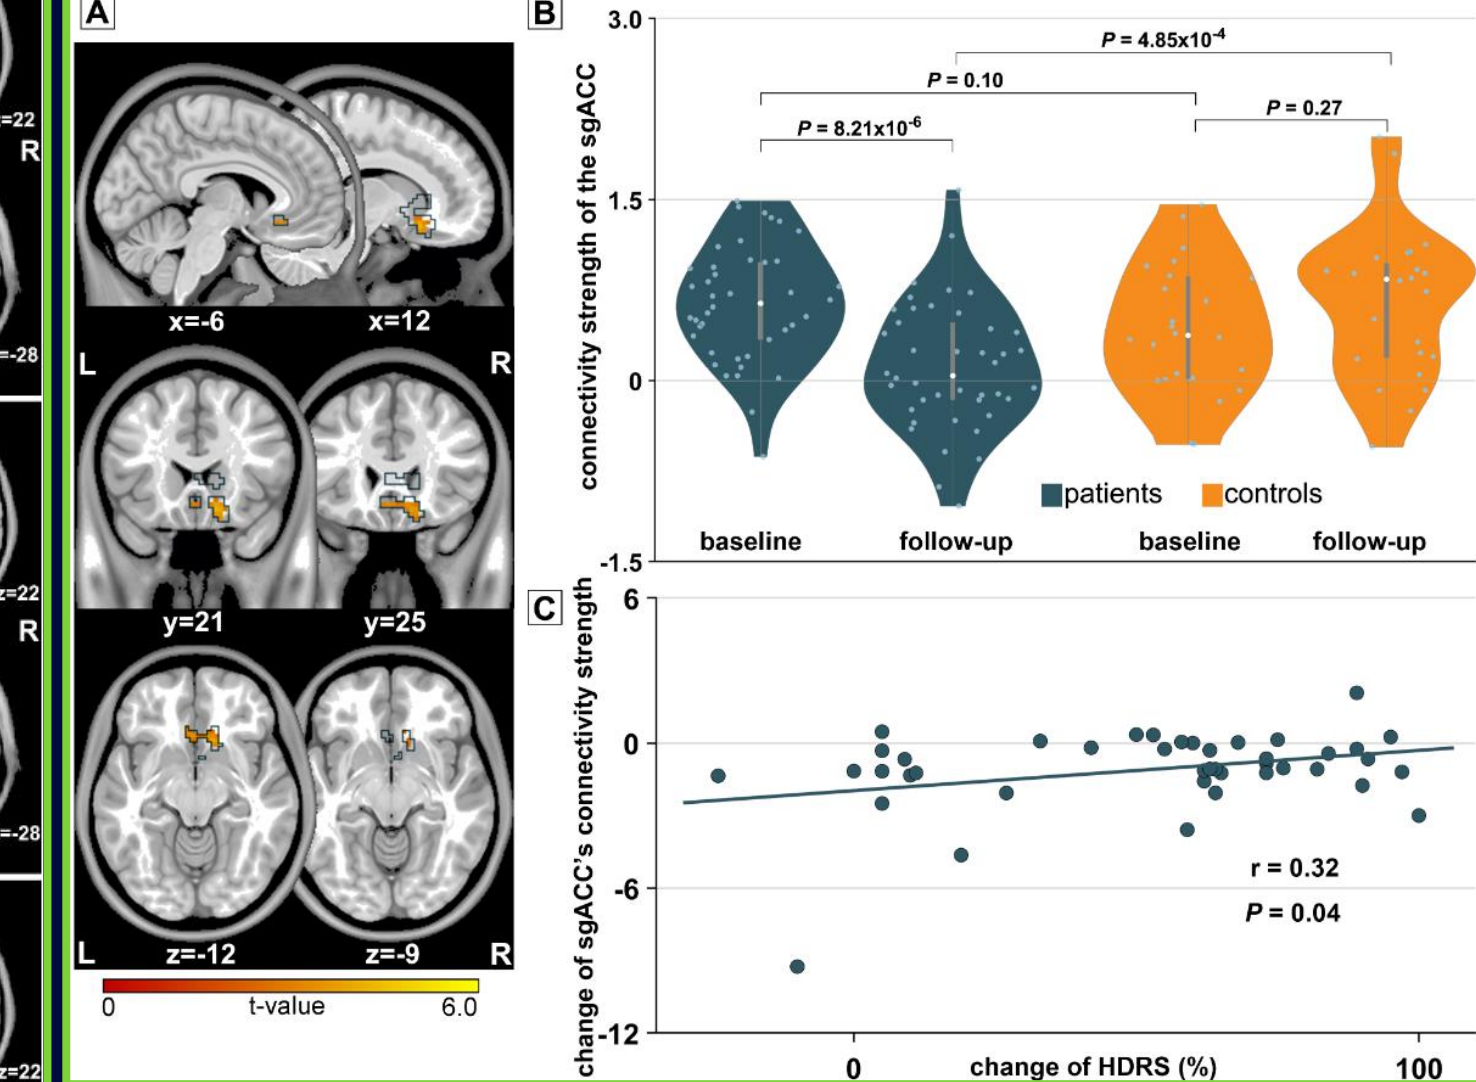 =22
R
=-28
z=22
R
=-28
z=22
A
x=-6
x=12
L
R
y=21
y=25
L
z=-12
z=-9
R
0
t-value
6.0
B
connectivity strength of the sgACC
3.0
1.5
0
-1.5
P = 4.85x10-4
P = 0.10
P = 0.27
P = 8.21x10-6
patients
controls
baseline
follow-up
baseline
follow-up
C
change of sgACC's connectivity strength
6
0
-6
-12
r = 0.32
P = 0.04
0
change of HDRS (%)
100